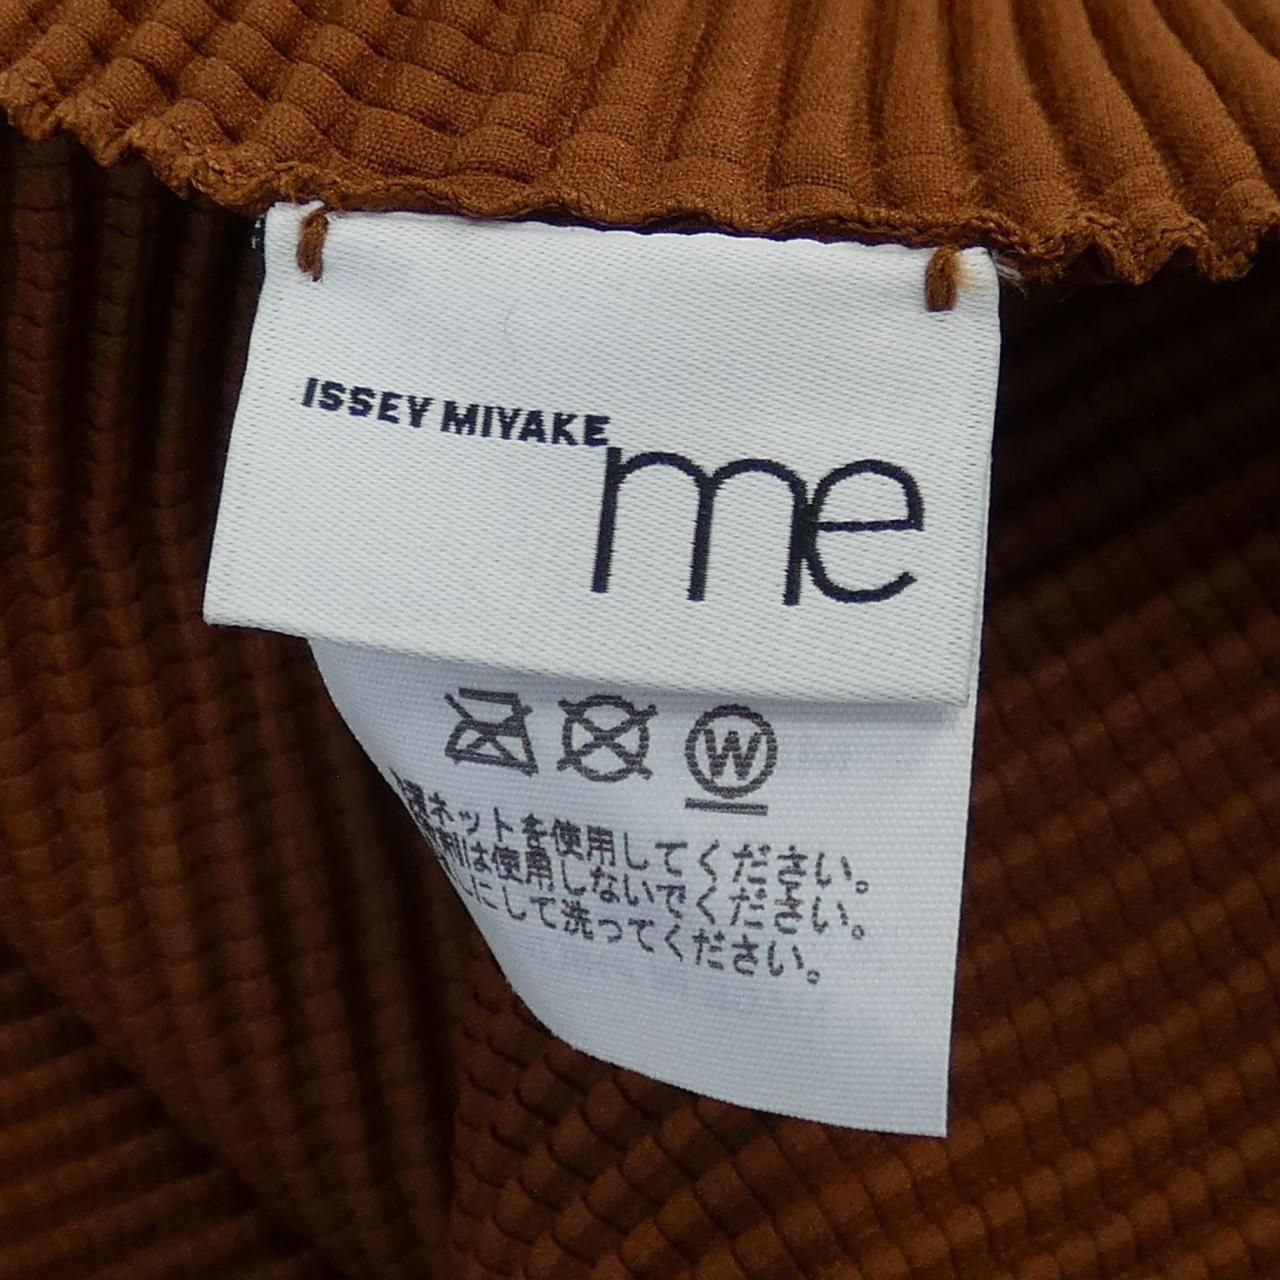 ISSEY MIYAKE
me
W
ネットを使用してください。
剤は使用しないでください。
にして洗ってください。